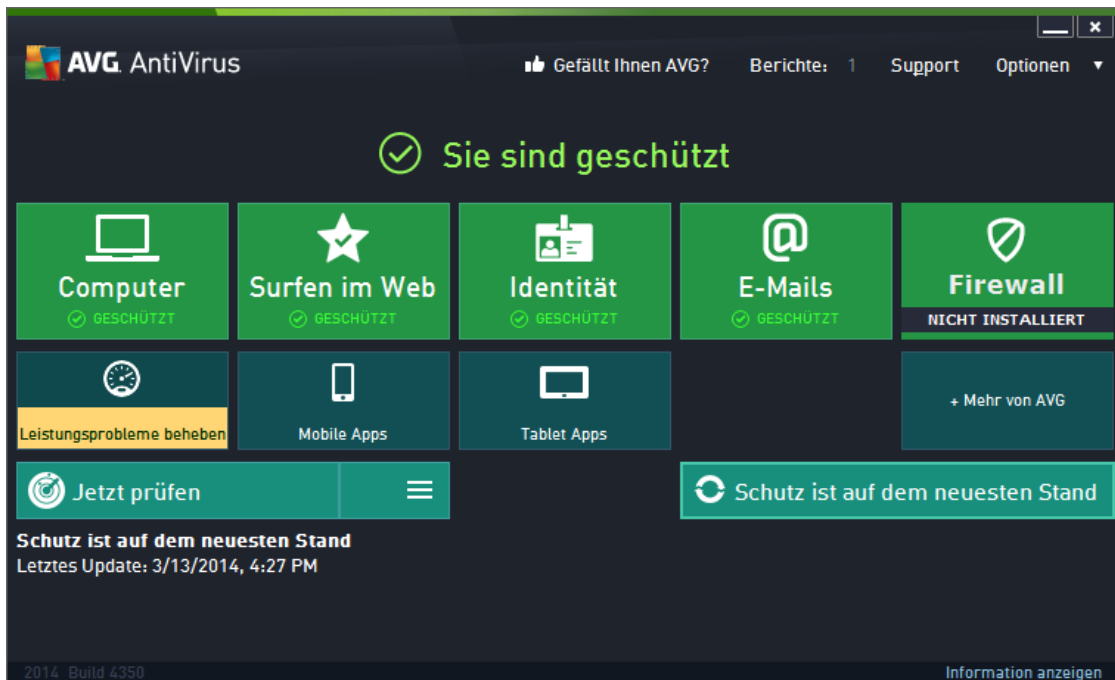 AVG AntiVirus
Gefällt Ihnen AVG? Berichte: 1 Support Optionen
Sie sind geschützt
Computer
GESCHÜTZT
Surfen im Web
GESCHÜTZT
Identität
GESCHÜTZT
E-Mails
GESCHÜTZT
Firewall
NICHT INSTALLIERT
Leistungsprobleme beheben
Mobile Apps
Tablet Apps
+ Mehr von AVG
Jetzt prüfen
Schutz ist auf dem neuesten Stand
Schutz ist auf dem neuesten Stand
Letztes Update: 3/13/2014, 4:27 PM
2014 Build 4350
Information anzeigen